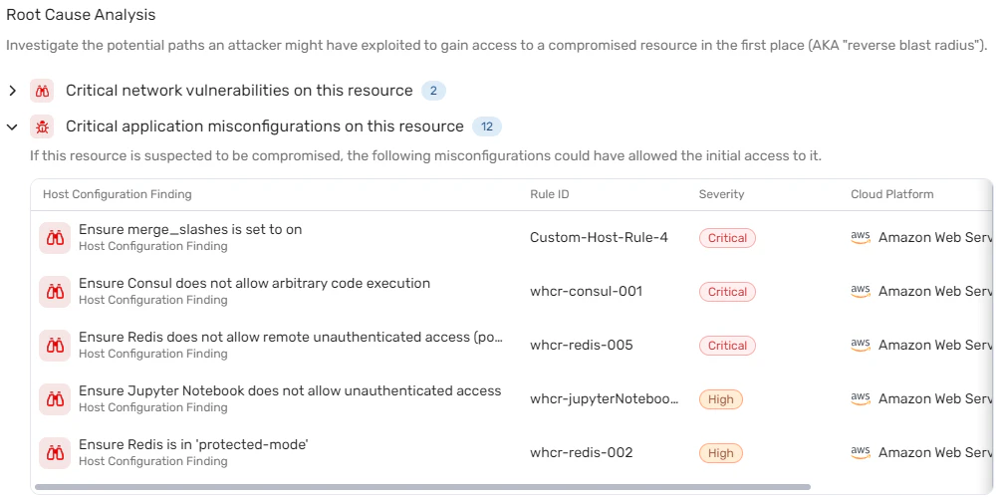 Root Cause Analysis
Investigate the potential paths an attacker might have exploited to gain access to a compromised resource in the first place (AKA "reverse blast radius").
Critical network vulnerabilities on this resource 2
Critical application misconfigurations on this resource 12
If this resource is suspected to be compromised, the following misconfigurations could have allowed the initial access to it.
Host Configuration Finding Rule ID Severity Cloud Platform
Ensure merge_slashes is set to on
Host Configuration Finding
Custom-Host-Rule-4 Critical aws Amazon Web Serv
Ensure Consul does not allow arbitrary code execution
Host Configuration Finding
whcr-consul-001 Critical aws Amazon Web Serv
Ensure Redis does not allow remote unauthenticated access (po...
Host Configuration Finding
whcr-redis-005 Critical aws Amazon Web Serv
Ensure Jupyter Notebook does not allow unauthenticated access
Host Configuration Finding
whcr-jupyterNoteboo... High aws Amazon Web Serv
Ensure Redis is in 'protected-mode'
Host Configuration Finding
whcr-redis-002 High aws Amazon Web Serv